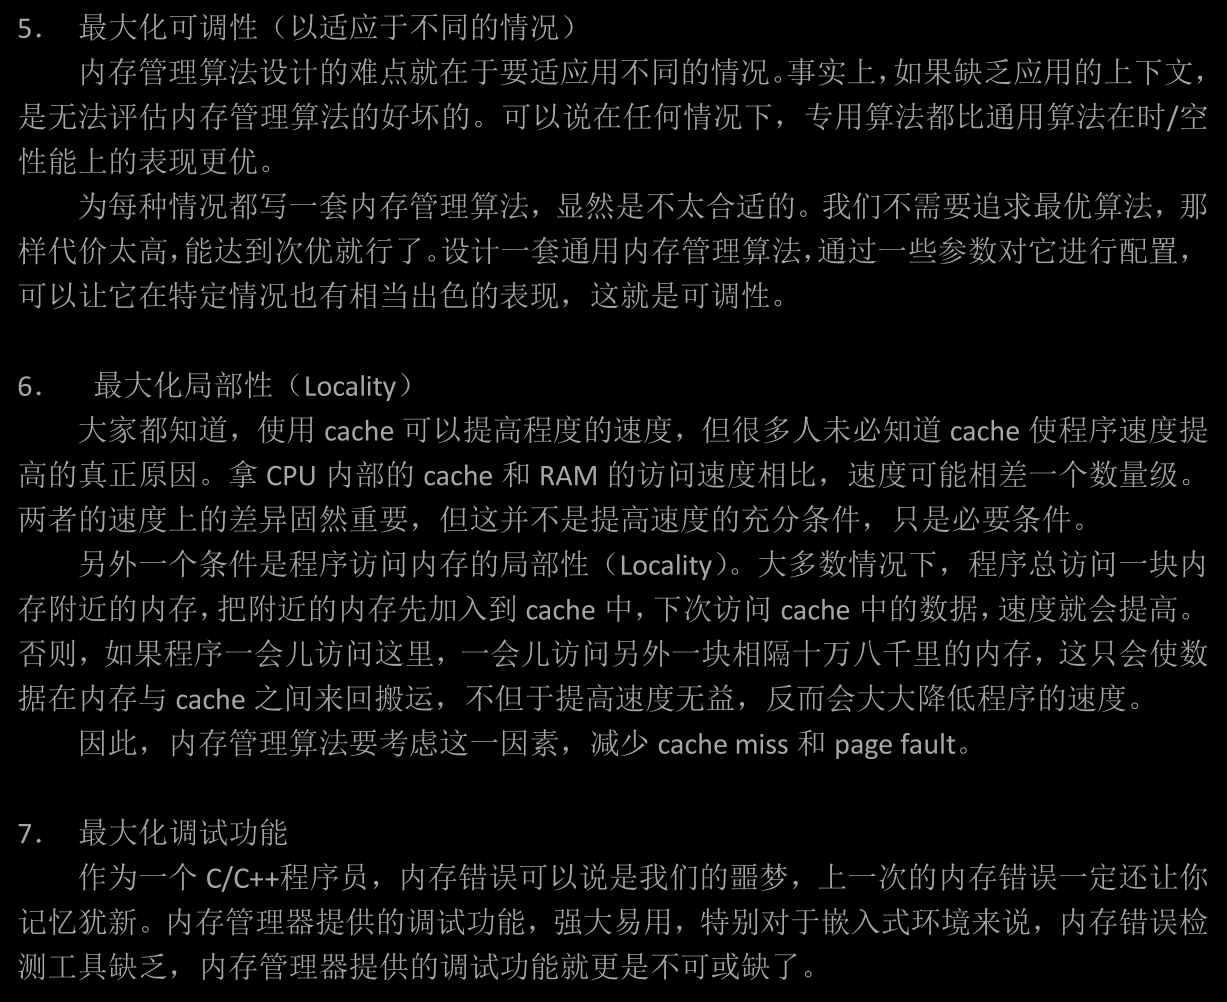 5. 最大化可调性（以适应于不同的情况）
内存管理算法设计的难点就在于要适应用不同的情况。事实上，如果缺乏应用的上下文，
是无法评估内存管理算法的好坏的。可以说在任何情况下，专用算法都比通用算法在时/空
性能上的表现更优。
为每种情况都写一套内存管理算法，显然是不太合适的。我们不需要追求最优算法，那
样代价太高，能达到次优就行了。设计一套通用内存管理算法，通过一些参数对它进行配置，
可以让它在特定情况也有相当出色的表现，这就是可调性。
6. 最大化局部性（Locality）
大家都知道，使用 cache 可以提高程度的速度，但很多人未必知道 cache 使程序速度提
高的真正原因。拿 CPU 内部的 cache 和 RAM 的访问速度相比，速度可能相差一个数量级。
两者的速度上的差异固然重要，但这并不是提高速度的充分条件，只是必要条件。
另外一个条件是程序访问内存的局部性（Locality）。大多数情况下，程序总访问一块内
存附近的内存，把附近的内存先加入到 cache 中，下次访问 cache 中的数据，速度就会提高。
否则，如果程序一会儿访问这里，一会儿访问另外一块相隔十万八千里的内存，这只会使数
据在内存与 cache 之间来回搬运，不但于提高速度无益，反而会大大降低程序的速度。
因此，内存管理算法要考虑这一因素，减少 cache miss 和 page fault。
7. 最大化调试功能
作为一个 C/C++程序员，内存错误可以说是我们的噩梦，上一次的内存错误一定还让你
记忆犹新。内存管理器提供的调试功能，强大易用，特别对于嵌入式环境来说，内存错误检
测工具缺乏，内存管理器提供的调试功能就更是不可或缺了。